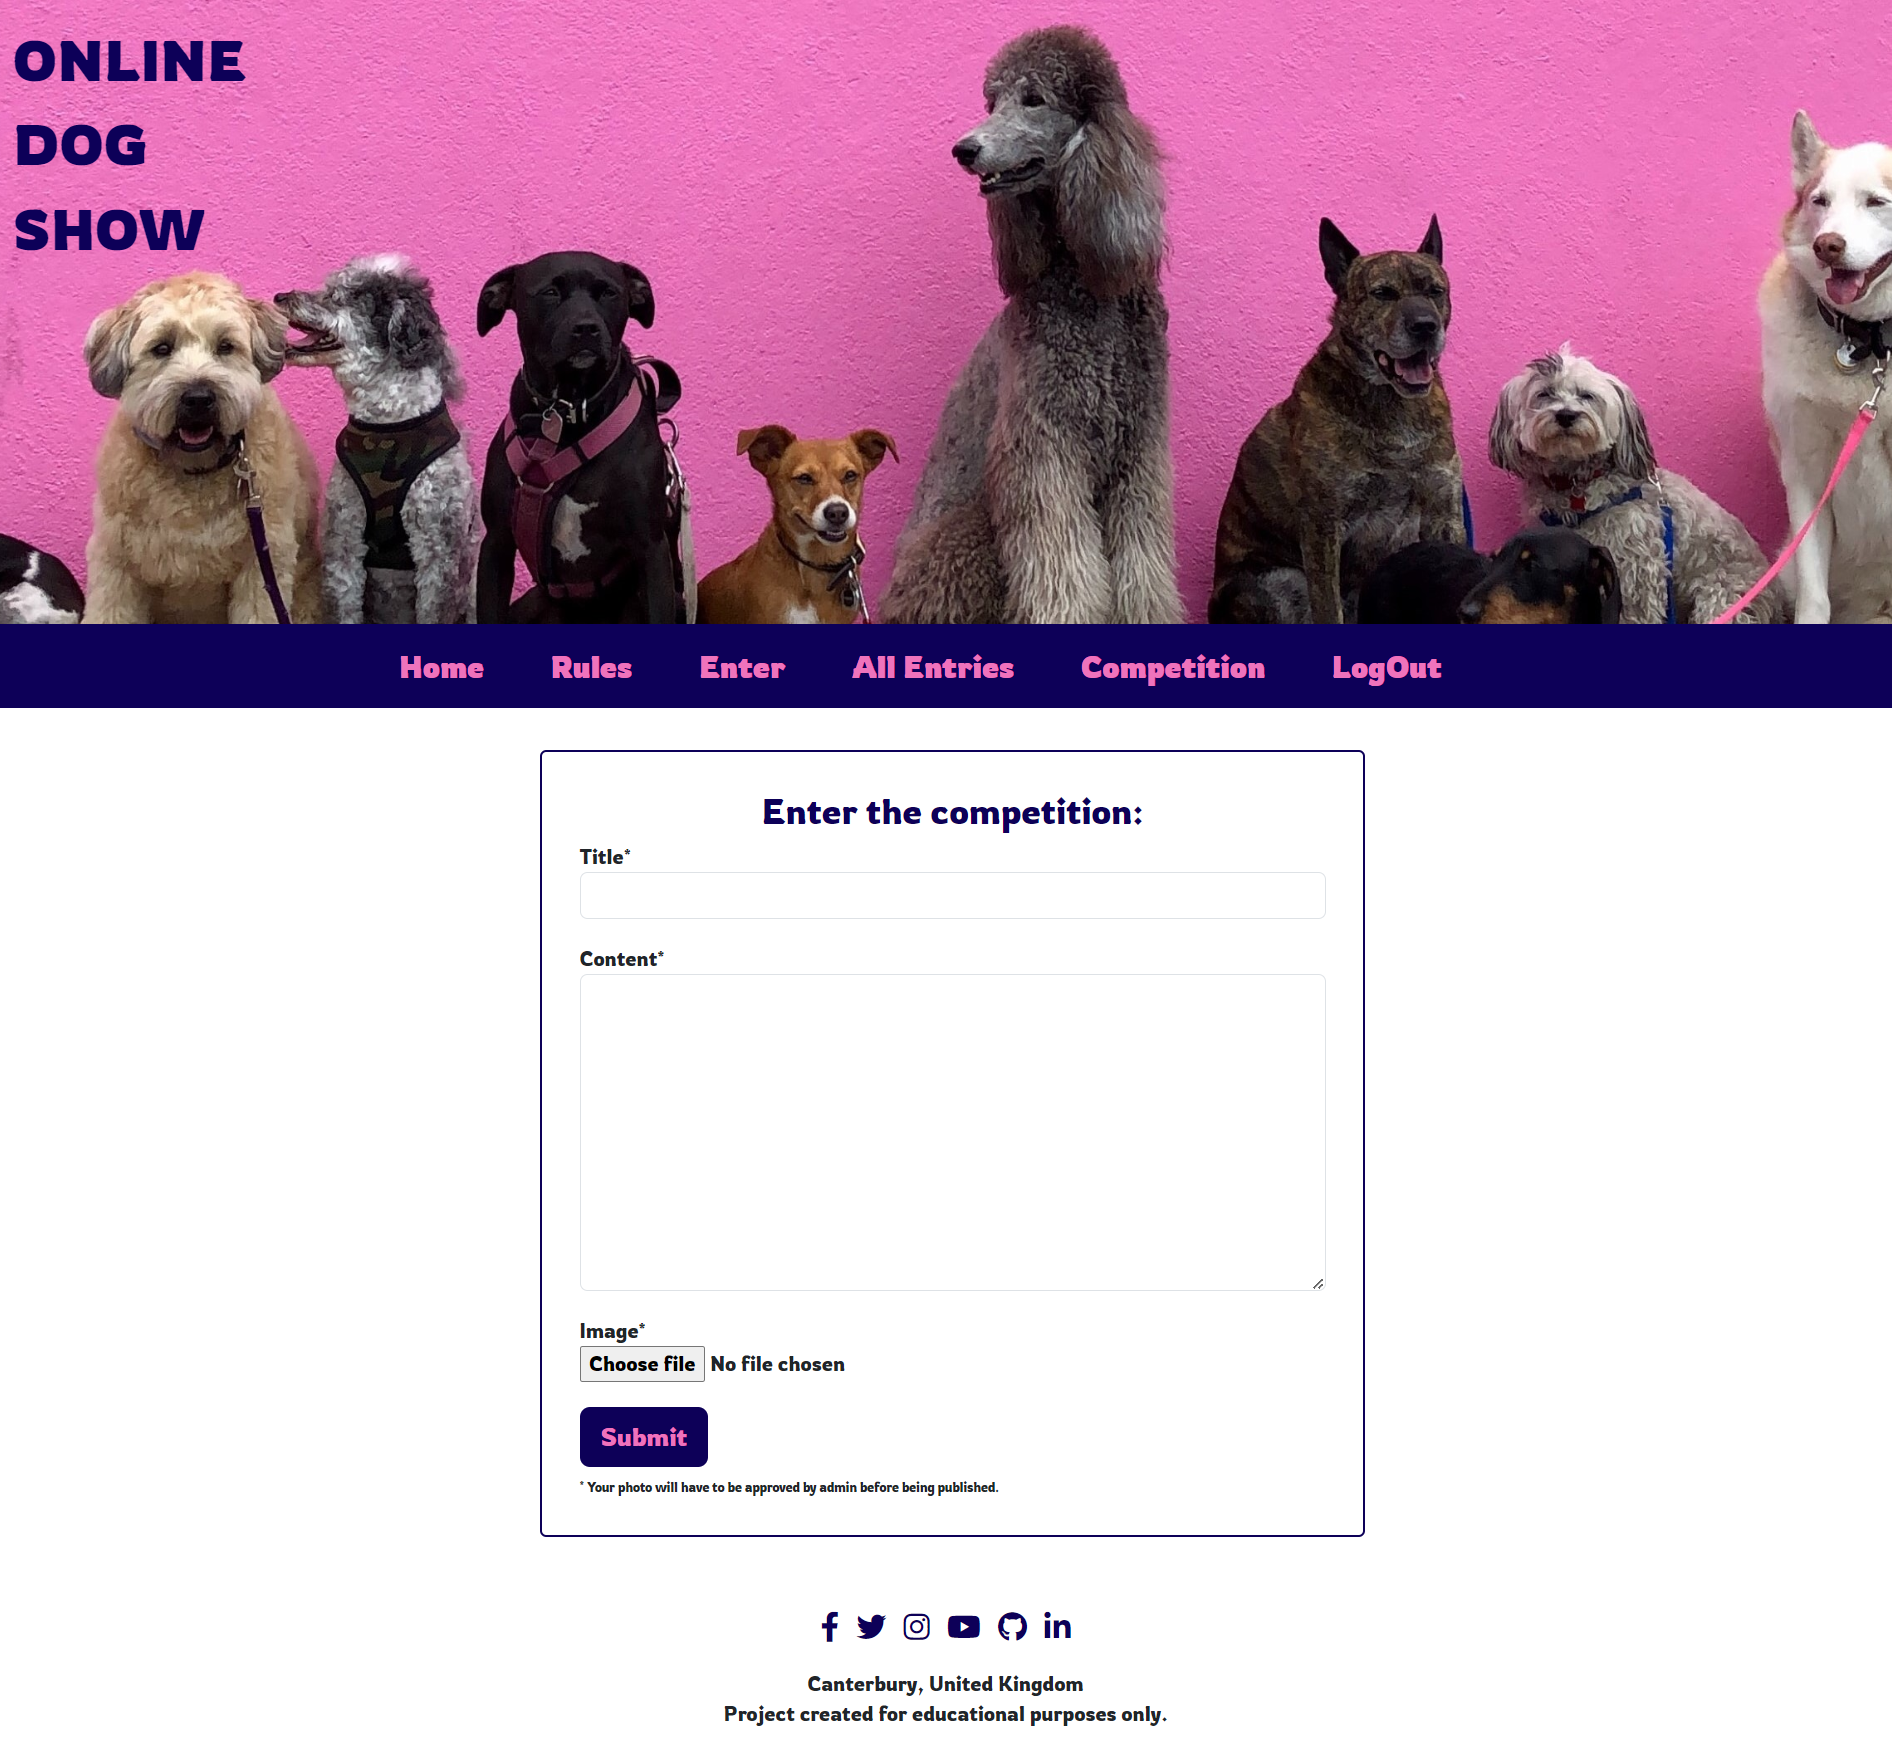 ONLINE
DOG
SHOW
Home Rules Enter All Entries Competition LogOut
Enter the competition:
Title*
Content*
Image*
Choose file No file chosen
Submit
* Your photo will have to be approved by admin before being published.
Canterbury, United Kingdom
Project created for educational purposes only.